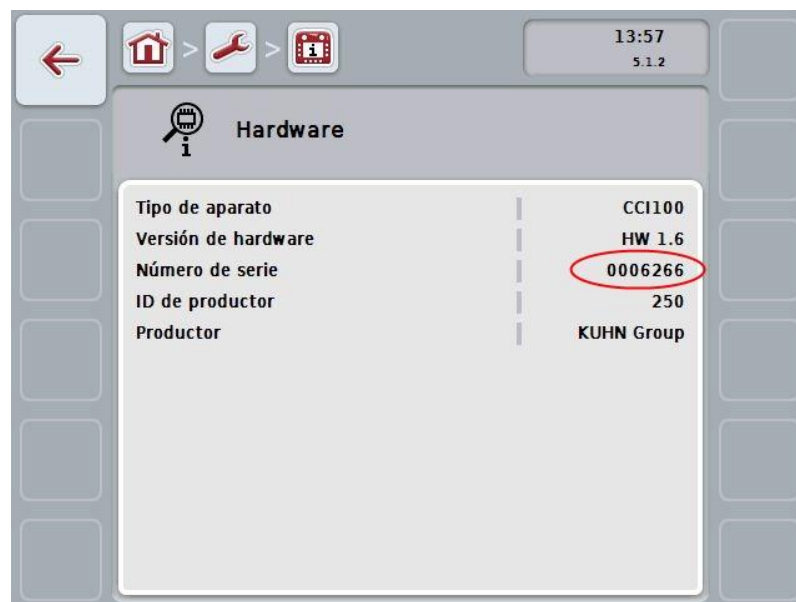 > >
13:57
5.1.2
Hardware
Tipo de aparato CCI100
Versión de hardware HW 1.6
Número de serie 0006266
ID de productor 250
Productor KUHN Group